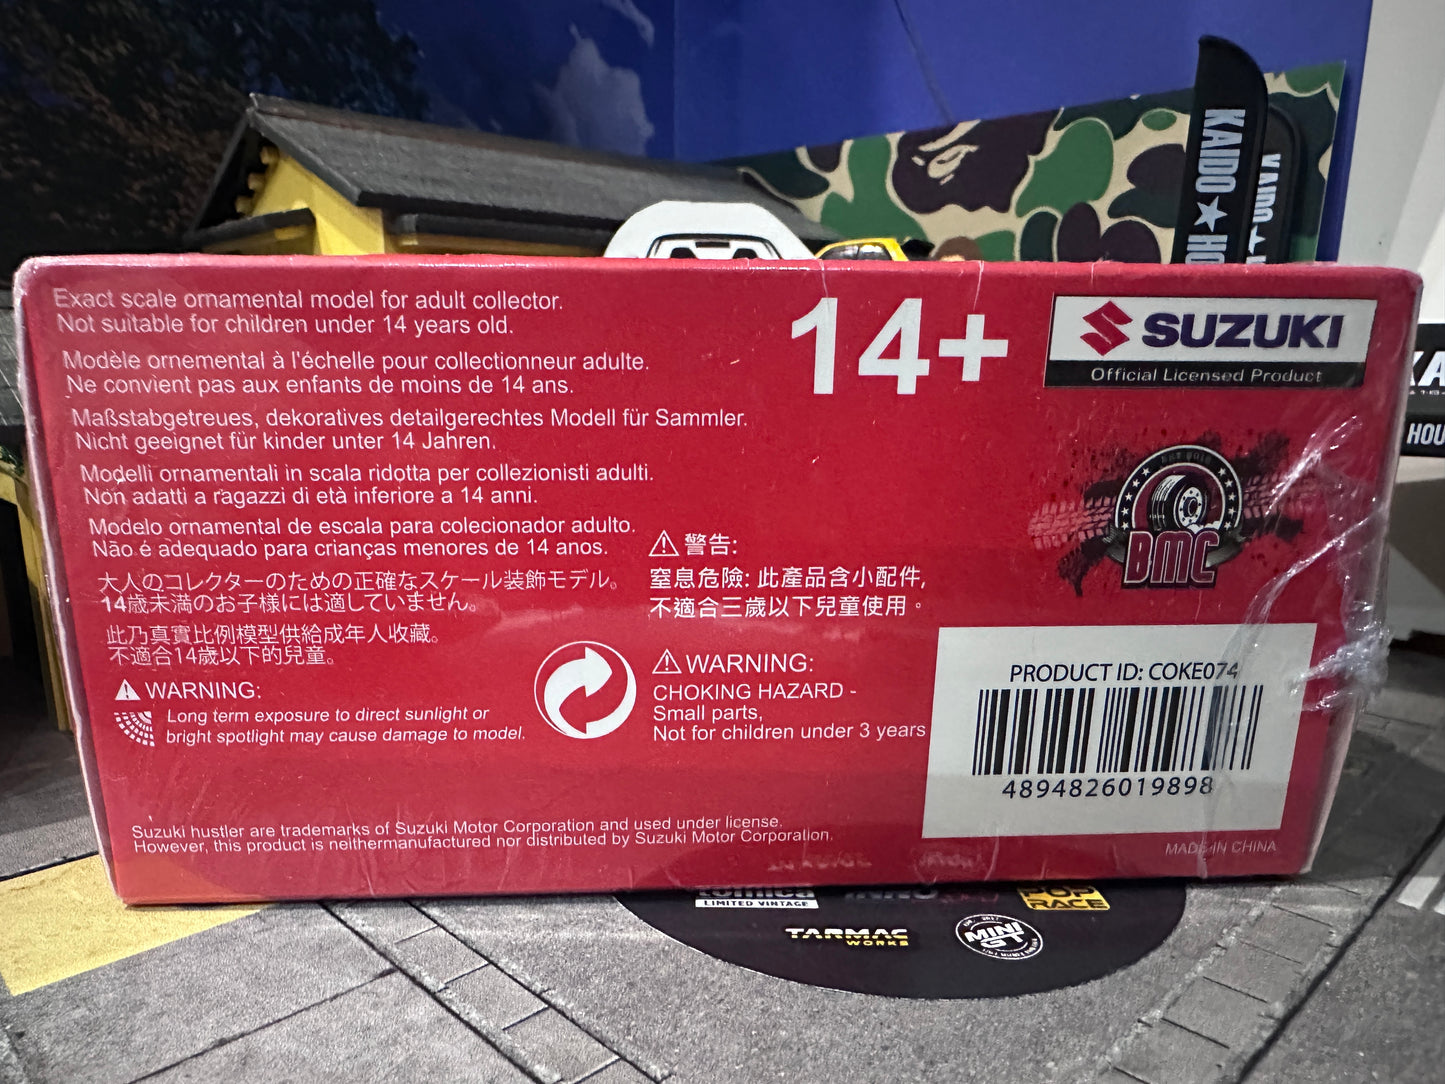 KAIDO ★ HO
KAIDO ★
KA
HOU
Exact scale ornamental model for adult collector.
Not suitable for children under 14 years old.
Modèle ornemental à l'échelle pour collectionneur adulte.
Ne convient pas aux enfants de moins de 14 ans.
Maßstabgetreues, dekoratives detailgerechtes Modell für Sammler.
Nicht geeignet für kinder unter 14 Jahren.
Modelli ornamentali in scala ridotta per collezionisti adulti.
Non adatti a ragazzi di età inferiore a 14 anni.
Modelo ornamental de escala para colecionador adulto.
Não é adequado para crianças menores de 14 anos.
大人のコレクターのための正確なスケール装飾モデル。
14歳未満のお子様には適していません。
此乃真實比例模型供給成年人收藏。
不適合14歲以下的兒童。
WARNING:
Long term exposure to direct sunlight or
bright spotlight may cause damage to model.
警告:
窒息危險: 此產品含小配件,
不適合三歲以下兒童使用。
WARNING:
CHOKING HAZARD -
Small parts,
Not for children under 3 years
14+
SUZUKI
Official Licensed Product
BMC
PRODUCT ID: COKE074
4894826019898
MADE IN CHINA
Suzuki hustler are trademarks of Suzuki Motor Corporation and used under license.
However, this product is neithermanufactured nor distributed by Suzuki Motor Corporation.
tomica
LIMITED VINTAGE
INNO
POP
RACE
TARMAC
WORKS
MINI
GT